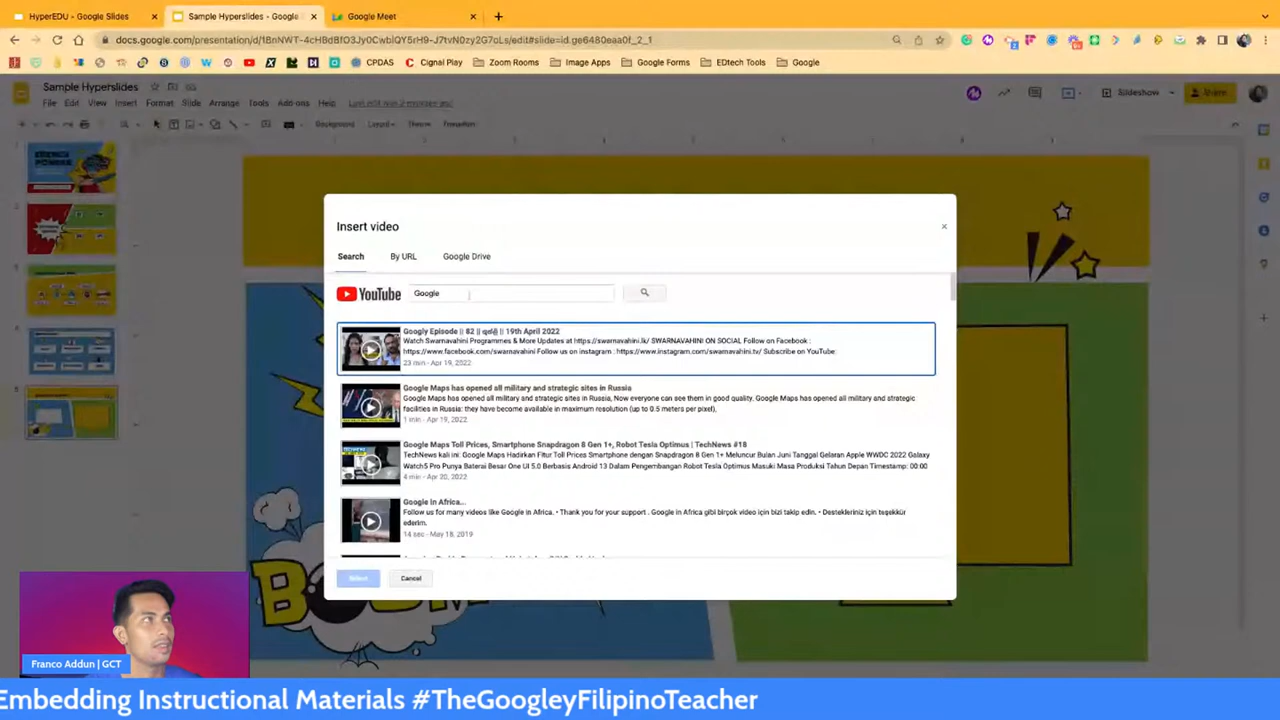 HyperEDU - Google Slides
Sample Hyperslides - Google
Google Meet
docs.google.com/presentation/d/1BnNWT-4cHBdBfO3Jy0CwblQY5rH9-J7tvN0zy2G7oLs/edit#slide=id.ge6480eaa0f_2_1
CPDAS
Cignal Play
Zoom Rooms
Image Apps
Google Forms
EDtech Tools
Google
Sample Hyperslides
File Edit View Insert Format Slide Arrange Tools Add-ons Help
Slideshow
Share
Background Layout Theme
Insert video
Search
By URL
Google Drive
YouTube
Google
Googly Episode || 82 || || 19th April 2022
Watch Swarnavahini Programmes & More Updates at https://swarnavahini.lk/ SWARNAVAHINI ON SOCIAL Follow on Facebook :
https://www.facebook.com/swarnavahini Follow us on instagram : https://www.instagram.com/swarnavahini.tv/ Subscribe on YouTube:
23 min - Apr 19, 2022
Google Maps has opened all military and strategic sites in Russia
Google Maps has opened all military and strategic sites in Russia, Now everyone can see them in good quality. Google Maps has opened all military and strategic
facilities in Russia: they have become available in maximum resolution (up to 0.5 meters per pixel),
1 min - Apr 19, 2022
Google Maps Toll Prices, Smartphone Snapdragon 8 Gen 1+, Robot Tesla Optimus | TechNews #18
TechNews kali ini: Google Maps Hadirkan Fitur Toll Prices Smartphone dengan Snapdragon 8 Gen 1+ Meluncur Bulan Juni Tanggal Gelaran Apple WWDC 2022 Galaxy
Watch5 Pro Punya Baterai Besar One UI 5.0 Berbasis Android 13 Dalam Pengembangan Robot Tesla Optimus Masuki Masa Produksi Tahun Depan Timestamp: 00:00
4 min - Apr 20, 2022
Google in Africa...
Follow us for many videos like Google in Africa. • Thank you for your support . Google in Africa gibi birçok video için bizi takip edin. • Destekleriniz için teşekkür
ederim.
14 sec - May 18, 2019
Select
Cancel
Franco Addun | GCT
Embedding Instructional Materials #TheGoogleyFilipinoTeacher